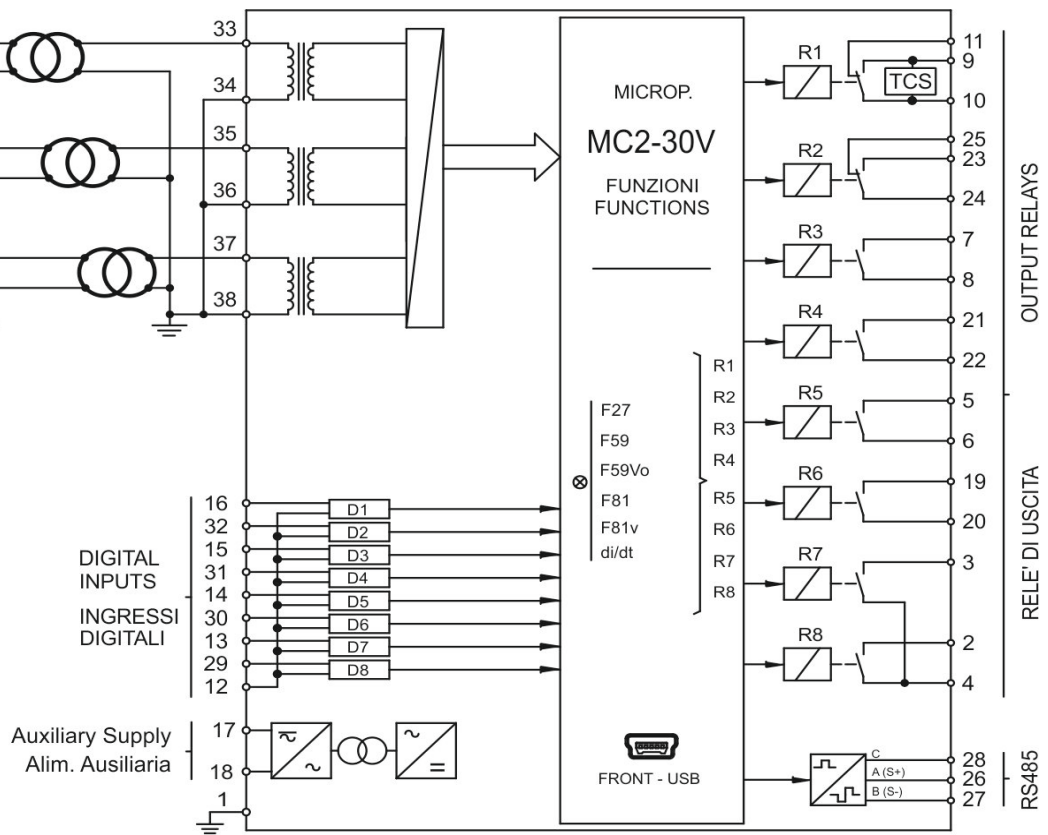 33
34
35
36
37
38
MICROP.
MC2-30V
FUNZIONI
FUNCTIONS
F27
F59
F59Vo
F81
F81v
di/dt
R1
R2
R3
R4
R5
R6
R7
R8
FRONT - USB
R1
11
9
TCS
10
R2
25
23
24
R3
7
8
R4
21
22
R5
5
6
R6
19
20
R7
3
R8
2
4
OUTPUT RELAYS
RELE' DI USCITA
DIGITAL
INPUTS
INGRESSI
DIGITALI
16
32
15
31
14
30
13
29
12
D1
D2
D3
D4
D5
D6
D7
D8
Auxiliary Supply
Alim. Ausiliaria
17
18
1
C
A (S+)
B (S-)
28
26
27
RS485